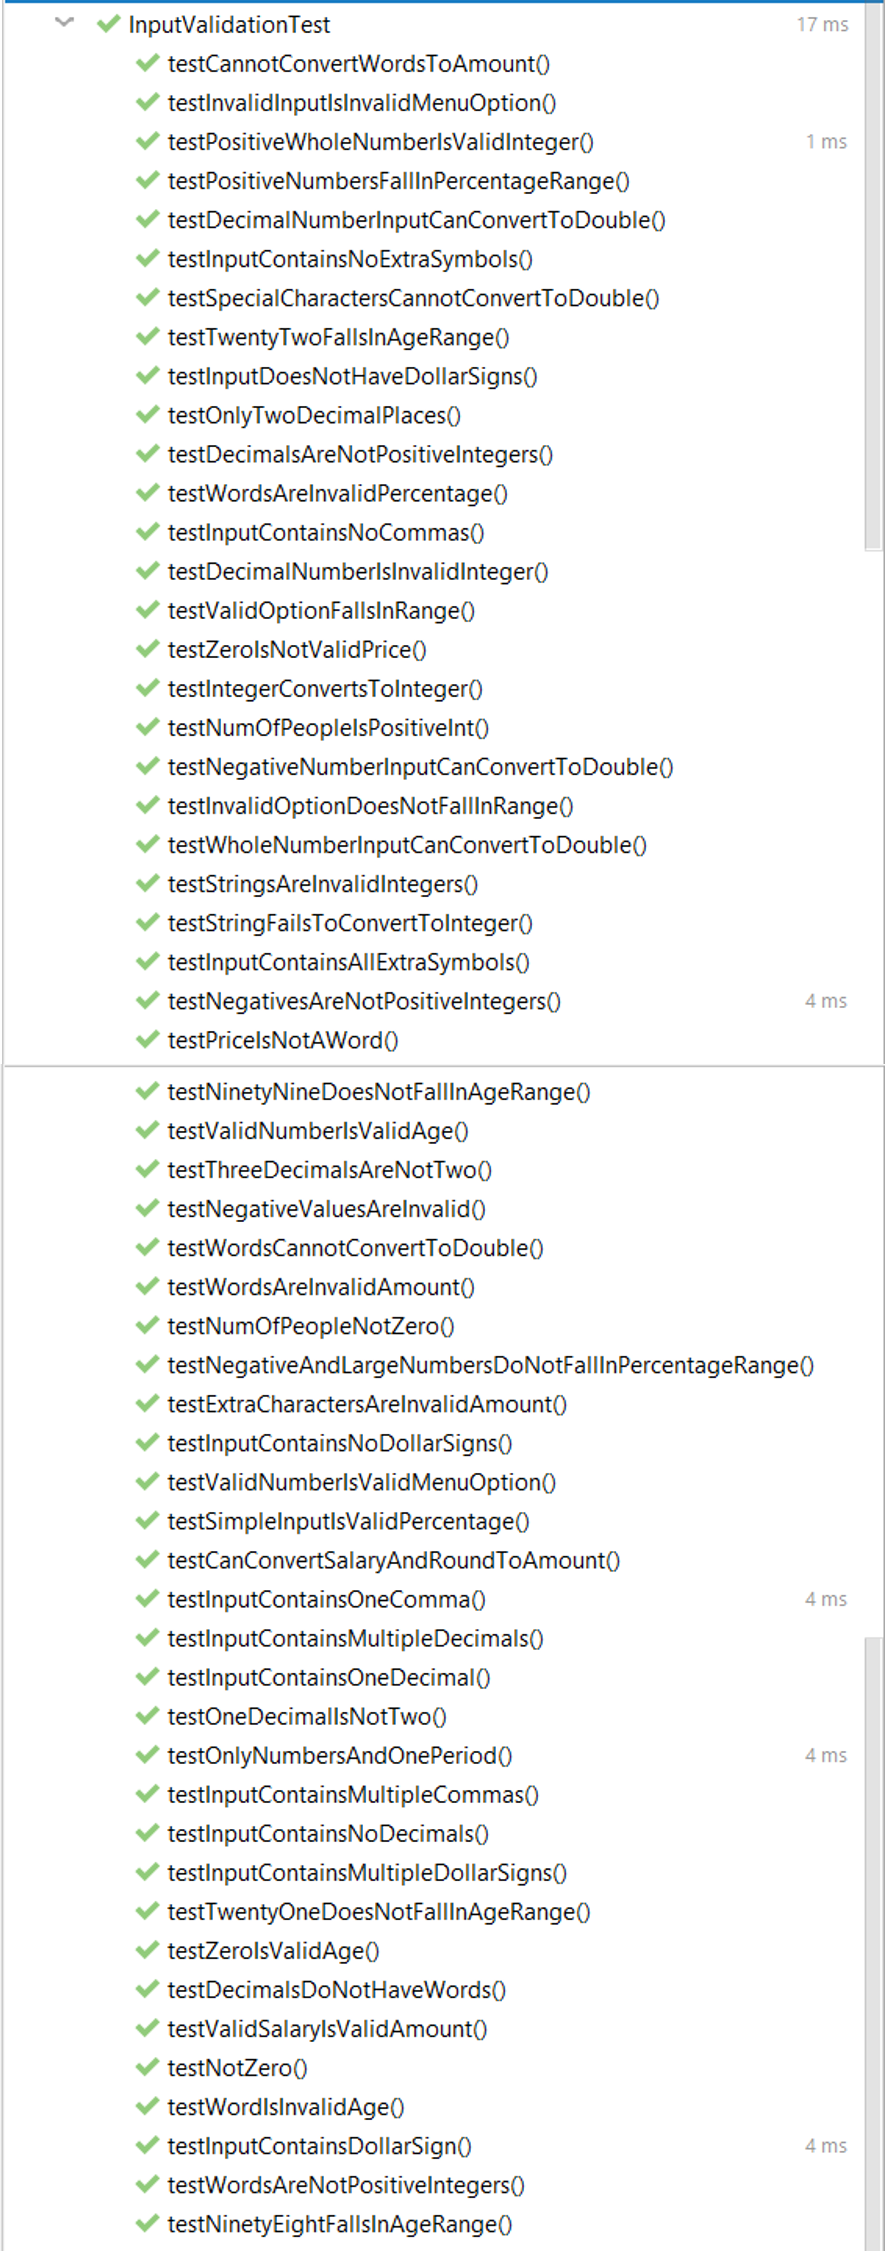 InputValidationTest 17 ms
testCannotConvertWordsToAmount()
testInvalidInputIsInvalidMenuOption()
testPositiveWholeNumberIsValidInteger() 1 ms
testPositiveNumbersFallInPercentageRange()
testDecimalNumberInputCanConvertToDouble()
testInputContainsNoExtraSymbols()
testSpecialCharactersCannotConvertToDouble()
testTwentyTwoFallsInAgeRange()
testInputDoesNotHaveDollarSigns()
testOnlyTwoDecimalPlaces()
testDecimalsAreNotPositiveIntegers()
testWordsAreInvalidPercentage()
testInputContainsNoCommas()
testDecimalNumberIsInvalidInteger()
testValidOptionFallsInRange()
testZeroIsNotValidPrice()
testIntegerConvertsToInteger()
testNumOfPeopleIsPositiveInt()
testNegativeNumberInputCanConvertToDouble()
testInvalidOptionDoesNotFallInRange()
testWholeNumberInputCanConvertToDouble()
testStringsAreInvalidIntegers()
testStringFailsToConvertToInteger()
testInputContainsAllExtraSymbols()
testNegativesAreNotPositiveIntegers() 4 ms
testPriceIsNotAWord()
testNinetyNineDoesNotFallInAgeRange()
testValidNumberIsValidAge()
testThreeDecimalsAreNotTwo()
testNegativeValuesAreInvalid()
testWordsCannotConvertToDouble()
testWordsAreInvalidAmount()
testNumOfPeopleNotZero()
testNegativeAndLargeNumbersDoNotFallInPercentageRange()
testExtraCharactersAreInvalidAmount()
testInputContainsNoDollarSigns()
testValidNumberIsValidMenuOption()
testSimpleInputIsValidPercentage()
testCanConvertSalaryAndRoundToAmount()
testInputContainsOneComma() 4 ms
testInputContainsMultipleDecimals()
testInputContainsOneDecimal()
testOneDecimalIsNotTwo()
testOnlyNumbersAndOnePeriod() 4 ms
testInputContainsMultipleCommas()
testInputContainsNoDecimals()
testInputContainsMultipleDollarSigns()
testTwentyOneDoesNotFallInAgeRange()
testZeroIsValidAge()
testDecimalsDoNotHaveWords()
testValidSalaryIsValidAmount()
testNotZero()
testWordIsInvalidAge()
testInputContainsDollarSign() 4 ms
testWordsAreNotPositiveIntegers()
testNinetyEightFallsInAgeRange()